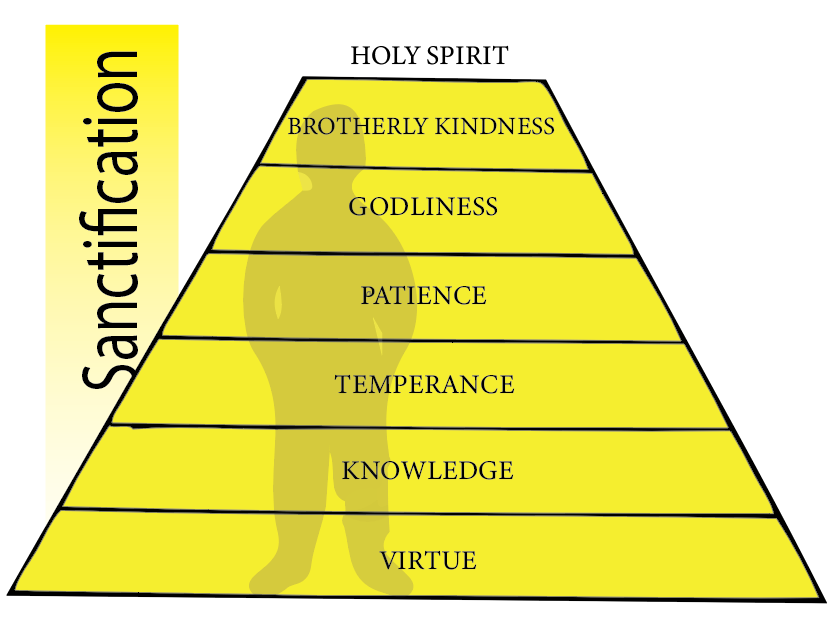 Sanctification
HOLY SPIRIT
BROTHERLY KINDNESS
GODLINESS
PATIENCE
TEMPERANCE
KNOWLEDGE
VIRTUE